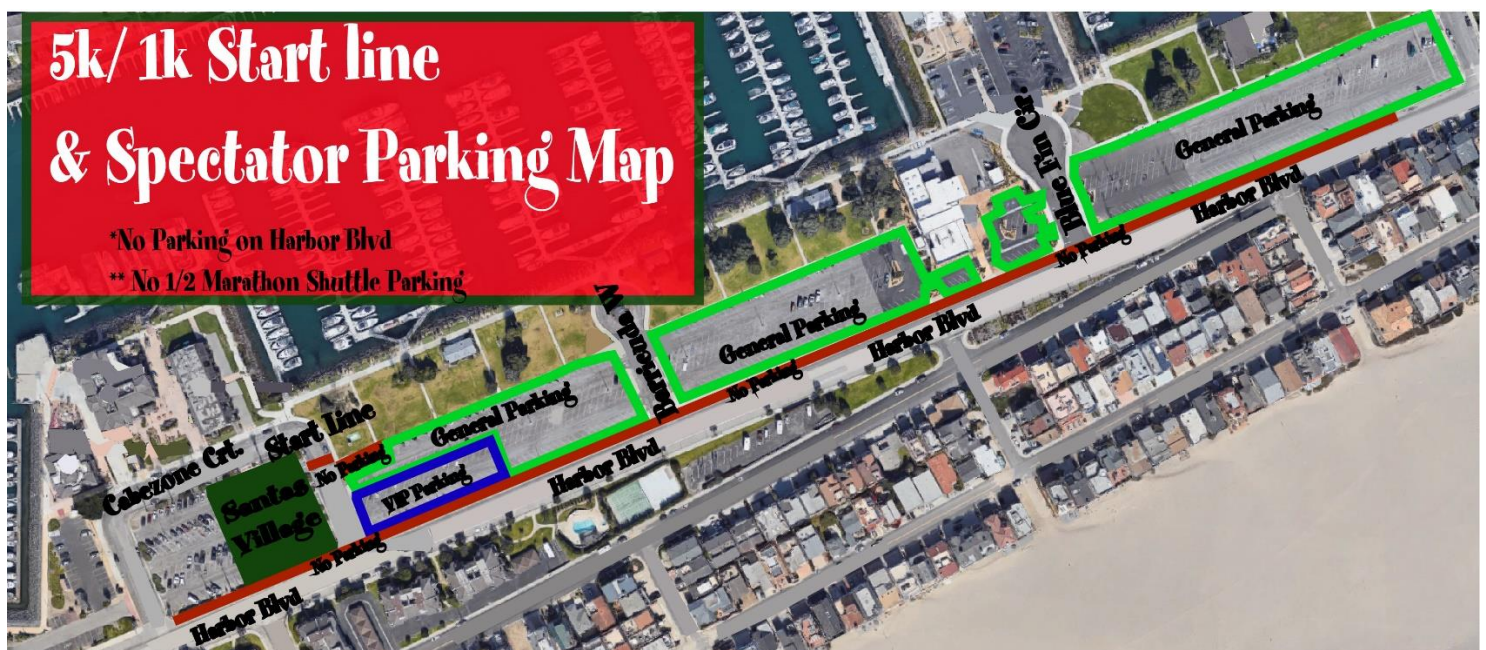 5k/ 1k Start line
& Spectator Parking Map
*No Parking on Harbor Blvd
** No 1/2 Marathon Shuttle Parking
General Parking
Blue Fin Cir.
Harbor Blvd
No Parking
General Parking
Harbor Blvd
No Parking
Barrienda W
General Parking
Harbor Blvd.
Start Line
No Parking
VIP Parking
Cabezone Crt.
Santas
Village
No Parking
Harbor Blvd